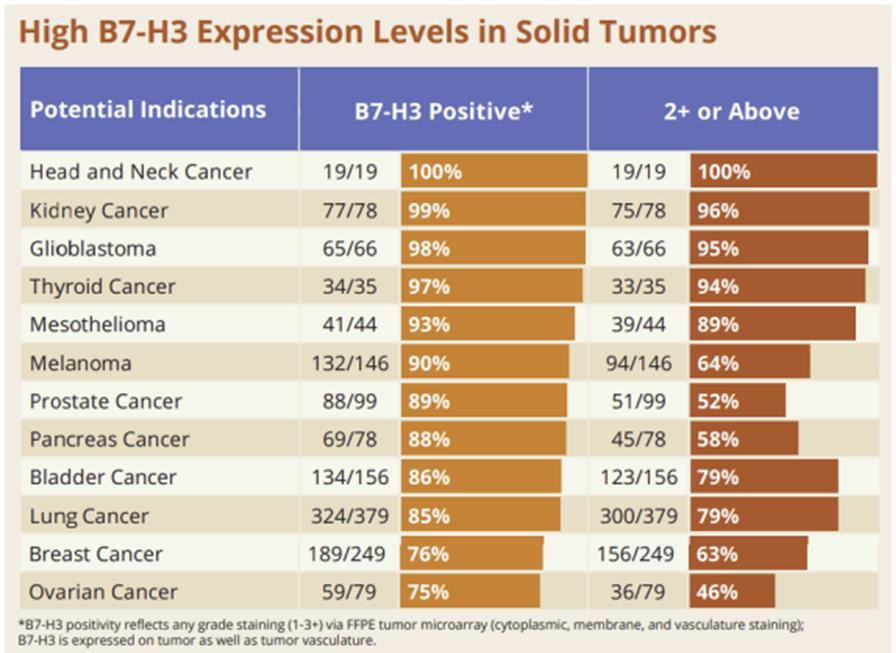 High B7-H3 Expression Levels in Solid Tumors
Potential Indications B7-H3 Positive* 2+ or Above
Head and Neck Cancer 19/19 100% 19/19 100%
Kidney Cancer 77/78 99% 75/78 96%
Glioblastoma 65/66 98% 63/66 95%
Thyroid Cancer 34/35 97% 33/35 94%
Mesothelioma 41/44 93% 39/44 89%
Melanoma 132/146 90% 94/146 64%
Prostate Cancer 88/99 89% 51/99 52%
Pancreas Cancer 69/78 88% 45/78 58%
Bladder Cancer 134/156 86% 123/156 79%
Lung Cancer 324/379 85% 300/379 79%
Breast Cancer 189/249 76% 156/249 63%
Ovarian Cancer 59/79 75% 36/79 46%
*B7-H3 positivity reflects any grade staining (1-3+) via FFPE tumor microarray (cytoplasmic, membrane, and vasculature staining);
B7-H3 is expressed on tumor as well as tumor vasculature.